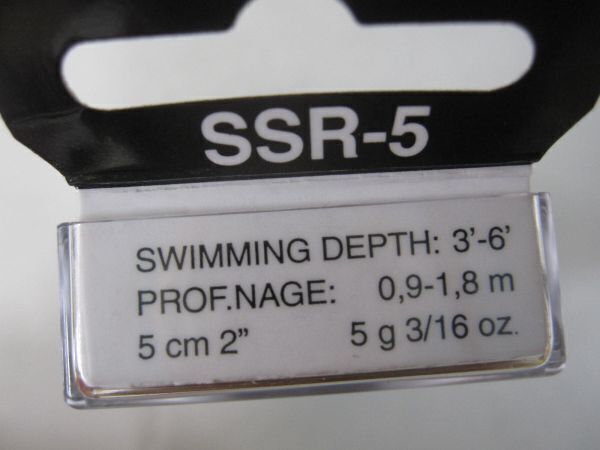 SSR-5
SWIMMING DEPTH: 3'-6'
PROF.NAGE: 0,9-1,8 m
5 cm 2” 5 g 3/16 oz.